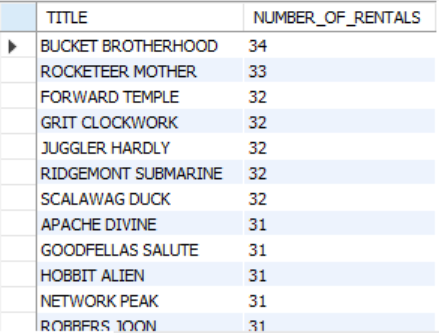 TITLE NUMBER_OF_RENTALS
BUCKET BROTHERHOOD 34
ROCKETEER MOTHER 33
FORWARD TEMPLE 32
GRIT CLOCKWORK 32
JUGGLER HARDLY 32
RIDGEMONT SUBMARINE 32
SCALAWAG DUCK 32
APACHE DIVINE 31
GOODFELLAS SALUTE 31
HOBBIT ALIEN 31
NETWORK PEAK 31
ROBBERS JOON 31